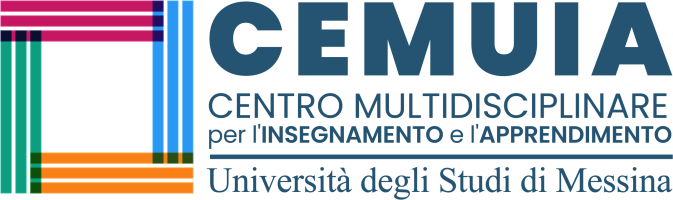 CEMUIA
CENTRO MULTIDISCIPLINARE
per l'INSEGNAMENTO e l'APPRENDIMENTO
Università degli Studi di Messina